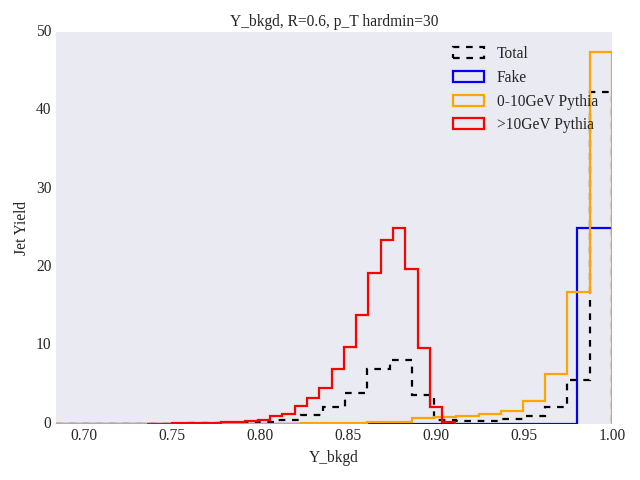 Y_bkgd, R=0.6, p_T hardmin=30
50
40
30
20
10
0
Jet Yield
Total
Fake
0-10GeV Pythia
>10GeV Pythia
0.70 0.75 0.80 0.85 0.90 0.95 1.00
Y_bkgd